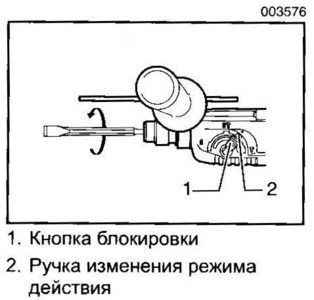 003576
1 2
1. Кнопка блокировки
2. Ручка изменения режима
действия